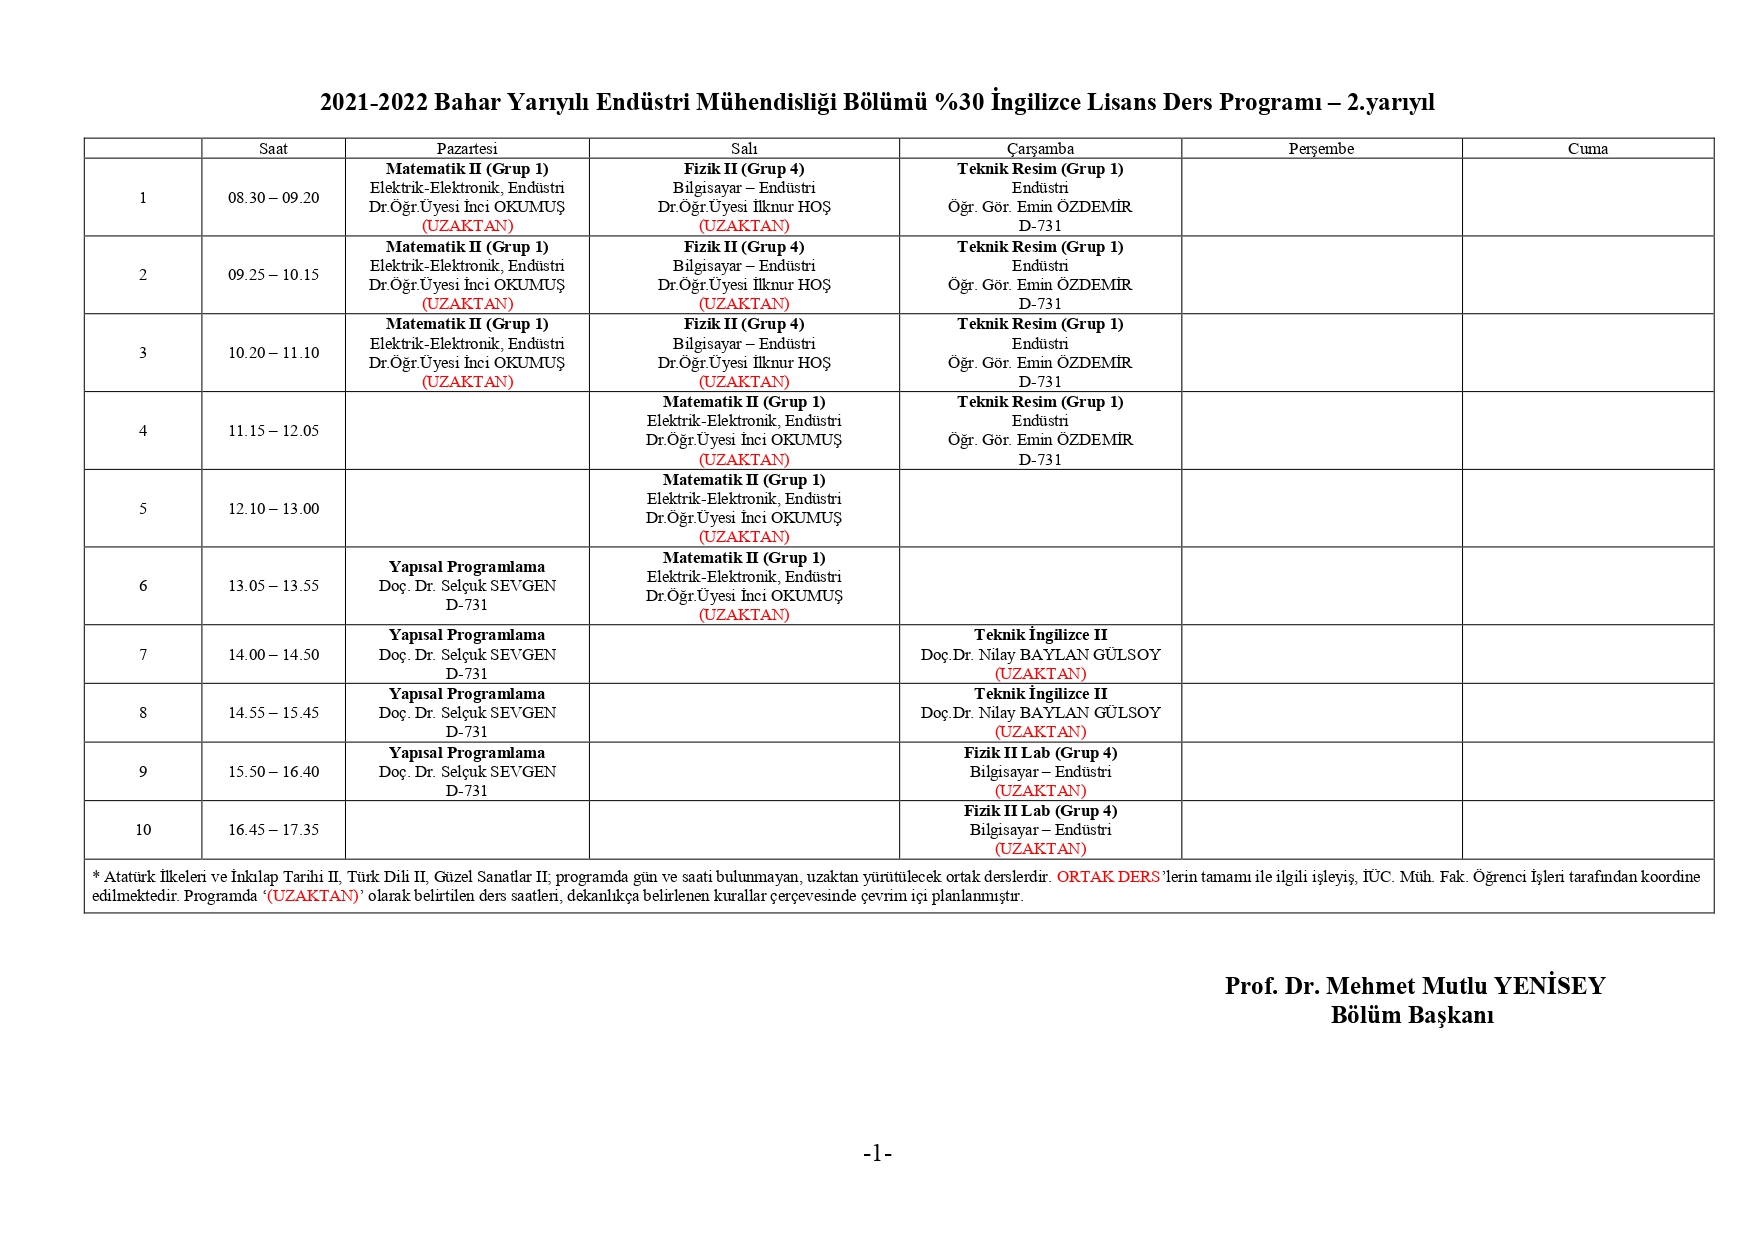 2021-2022 Bahar Yarıyılı Endüstri Mühendisliği Bölümü %30 İngilizce Lisans Ders Programı – 2.yarıyıl
Saat Pazartesi Salı Çarşamba Perşembe Cuma
Matematik II (Grup 1) Fizik II (Grup 4) Teknik Resim (Grup 1)
Elektrik-Elektronik, Endüstri Bilgisayar – Endüstri Endüstri
1 08.30 – 09.20
Dr.Öğr.Üyesi İnci OKUMUŞ Dr.Öğr.Üyesi İlknur HOŞ Öğr. Gör. Emin ÖZDEMİR
(UZAKTAN) (UZAKTAN) D-731
Matematik II (Grup 1) Fizik II (Grup 4) Teknik Resim (Grup 1)
Elektrik-Elektronik, Endüstri Bilgisayar – Endüstri Endüstri
2 09.25 – 10.15
Dr.Öğr.Üyesi İnci OKUMUŞ Dr.Öğr.Üyesi İlknur HOŞ Öğr. Gör. Emin ÖZDEMİR
(UZAKTAN) (UZAKTAN) D-731
Matematik II (Grup 1) Fizik II (Grup 4) Teknik Resim (Grup 1)
Elektrik-Elektronik, Endüstri Bilgisayar – Endüstri Endüstri
3 10.20 – 11.10
Dr.Öğr.Üyesi İnci OKUMUŞ Dr.Öğr.Üyesi İlknur HOŞ Öğr. Gör. Emin ÖZDEMİR
(UZAKTAN) (UZAKTAN) D-731
Matematik II (Grup 1) Teknik Resim (Grup 1)
Elektrik-Elektronik, Endüstri Endüstri
4 11.15 – 12.05
Dr.Öğr.Üyesi İnci OKUMUŞ Öğr. Gör. Emin ÖZDEMİR
(UZAKTAN) D-731
Matematik II (Grup 1)
Elektrik-Elektronik, Endüstri
5 12.10 – 13.00
Dr.Öğr.Üyesi İnci OKUMUŞ
(UZAKTAN)
Matematik II (Grup 1)
Yapısal Programlama
Elektrik-Elektronik, Endüstri
6 13.05 – 13.55 Doç. Dr. Selçuk SEVGEN
Dr.Öğr.Üyesi İnci OKUMUŞ
D-731
(UZAKTAN)
Yapısal Programlama Teknik İngilizce II
7 14.00 – 14.50 Doç. Dr. Selçuk SEVGEN Doç.Dr. Nilay BAYLAN GÜLSOY
D-731 (UZAKTAN)
Yapısal Programlama Teknik İngilizce II
8 14.55 – 15.45 Doç. Dr. Selçuk SEVGEN Doç.Dr. Nilay BAYLAN GÜLSOY
D-731 (UZAKTAN)
Yapısal Programlama Fizik II Lab (Grup 4)
9 15.50 – 16.40 Doç. Dr. Selçuk SEVGEN Bilgisayar – Endüstri
D-731 (UZAKTAN)
Fizik II Lab (Grup 4)
10 16.45 – 17.35 Bilgisayar – Endüstri
(UZAKTAN)
* Atatürk İlkeleri ve İnkılap Tarihi II, Türk Dili II, Güzel Sanatlar II; programda gün ve saati bulunmayan, uzaktan yürütülecek ortak derslerdir. ORTAK DERS’lerin tamamı ile ilgili işleyiş, İÜC. Müh. Fak. Öğrenci İşleri tarafından koordine
edilmektedir. Programda ‘(UZAKTAN)’ olarak belirtilen ders saatleri, dekanlıkça belirlenen kurallar çerçevesinde çevrim içi planlanmıştır.
Prof. Dr. Mehmet Mutlu YENİSEY
Bölüm Başkanı
-1-